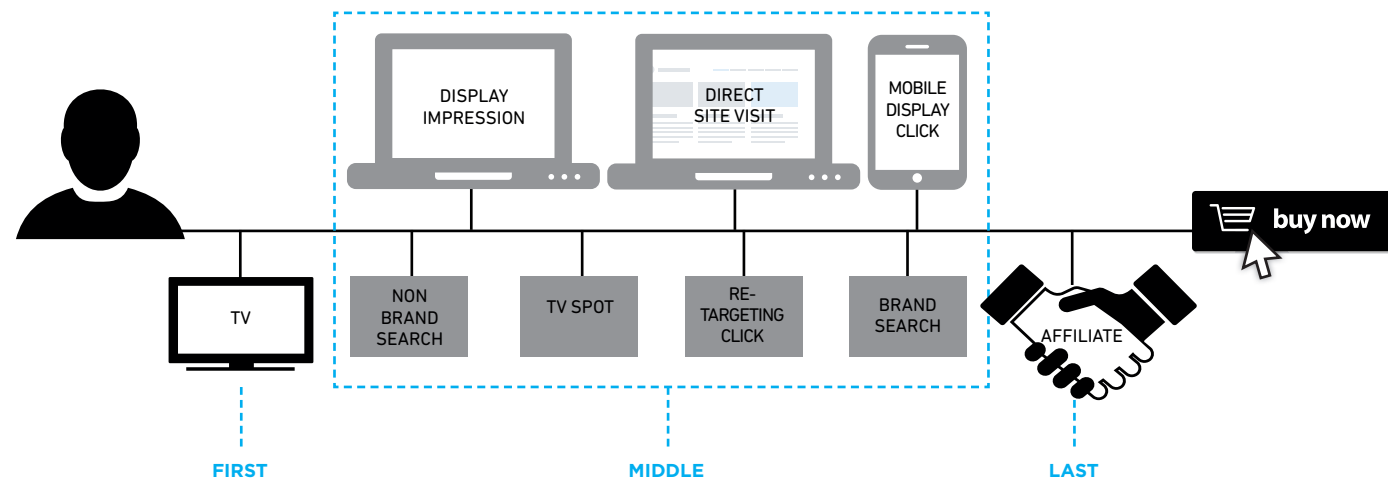 DISPLAY
IMPRESSION
DIRECT
SITE VISIT
MOBILE
DISPLAY
CLICK
buy now
TV
NON
BRAND
SEARCH
TV SPOT
RE-
TARGETING
CLICK
BRAND
SEARCH
AFFILIATE
FIRST
MIDDLE
LAST